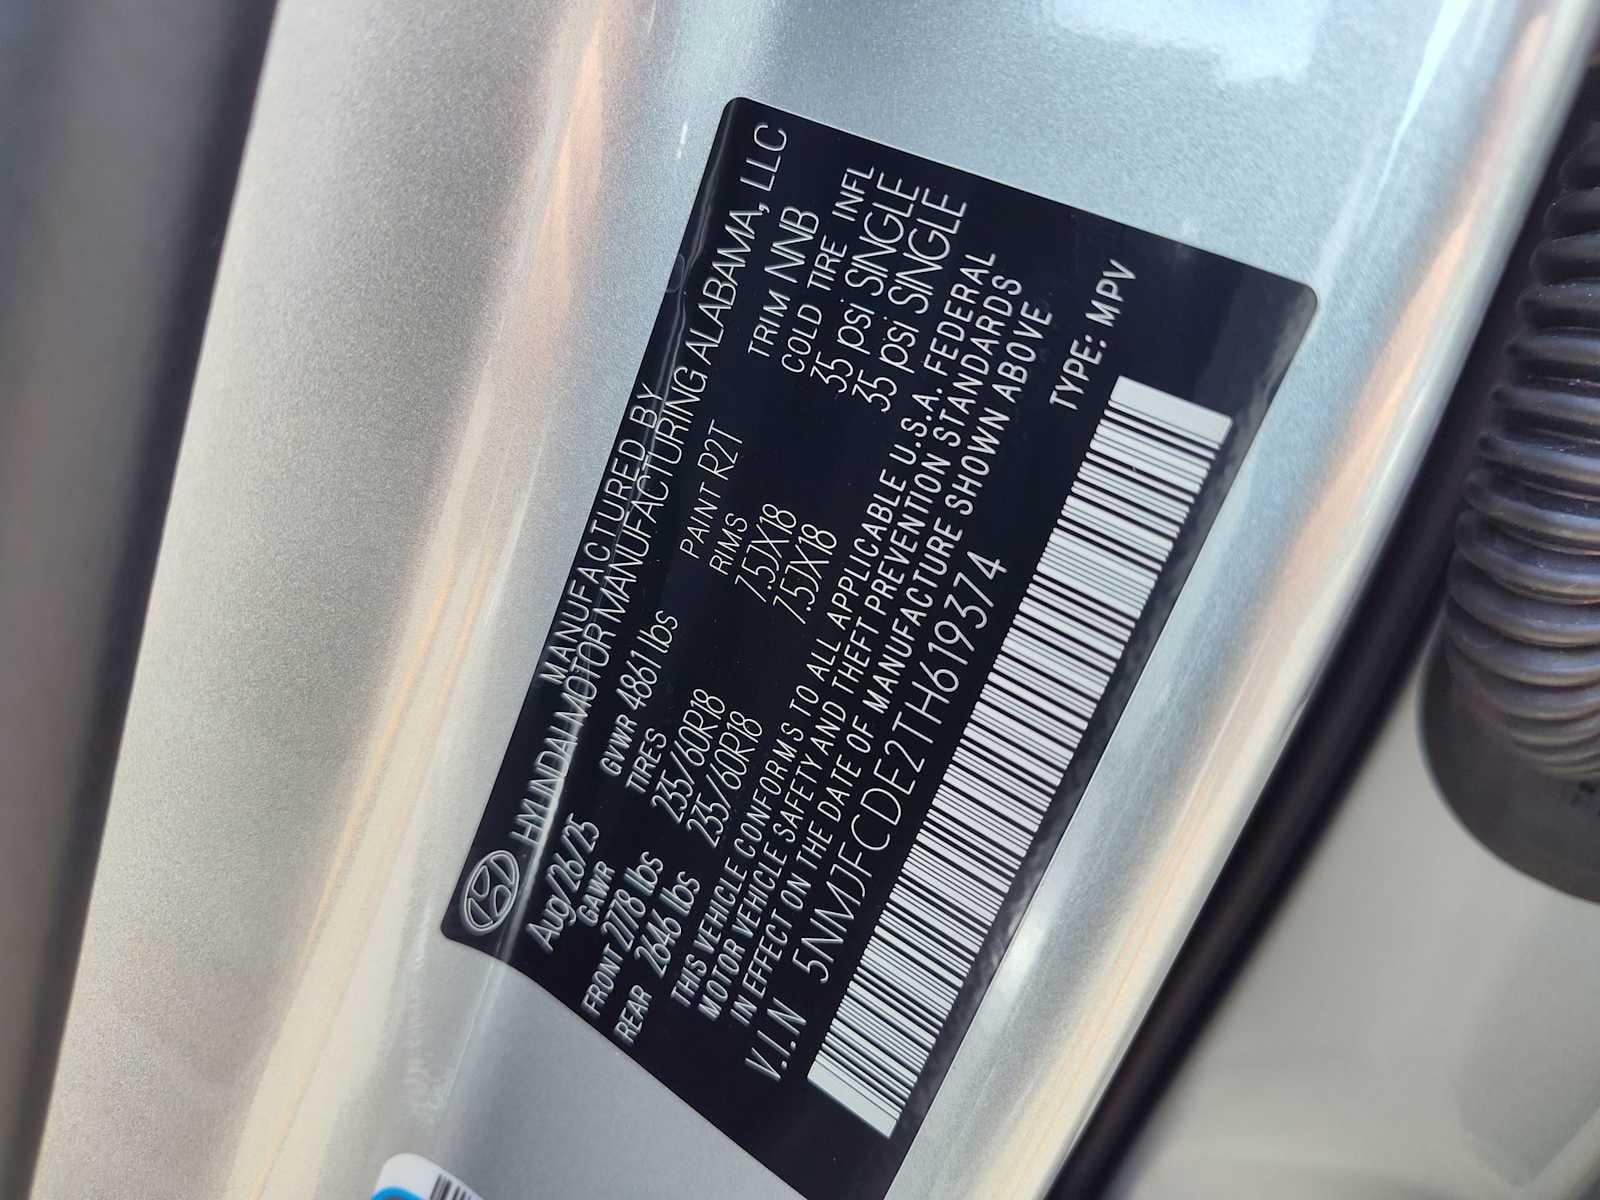 MANUFACTURED BY
HYUNDAI MOTOR MANUFACTURING ALABAMA, LLC
Aug/26/25 GVWR 4861 lbs PAINT R2T TRIM NNB
GAWR TIRES RIMS COLD TIRE INFL
FRONT 2778 lbs 235/60R18 7.5JX18 35 psi SINGLE
REAR 2646 lbs 235/60R18 7.5JX18 35 psi SINGLE
THIS VEHICLE CONFORMS TO ALL APPLICABLE U.S.A. FEDERAL
MOTOR VEHICLE SAFETY AND THEFT PREVENTION STANDARDS
IN EFFECT ON THE DATE OF MANUFACTURE SHOWN ABOVE
V.I.N 5NMJFCDE2TH619374 TYPE: MPV